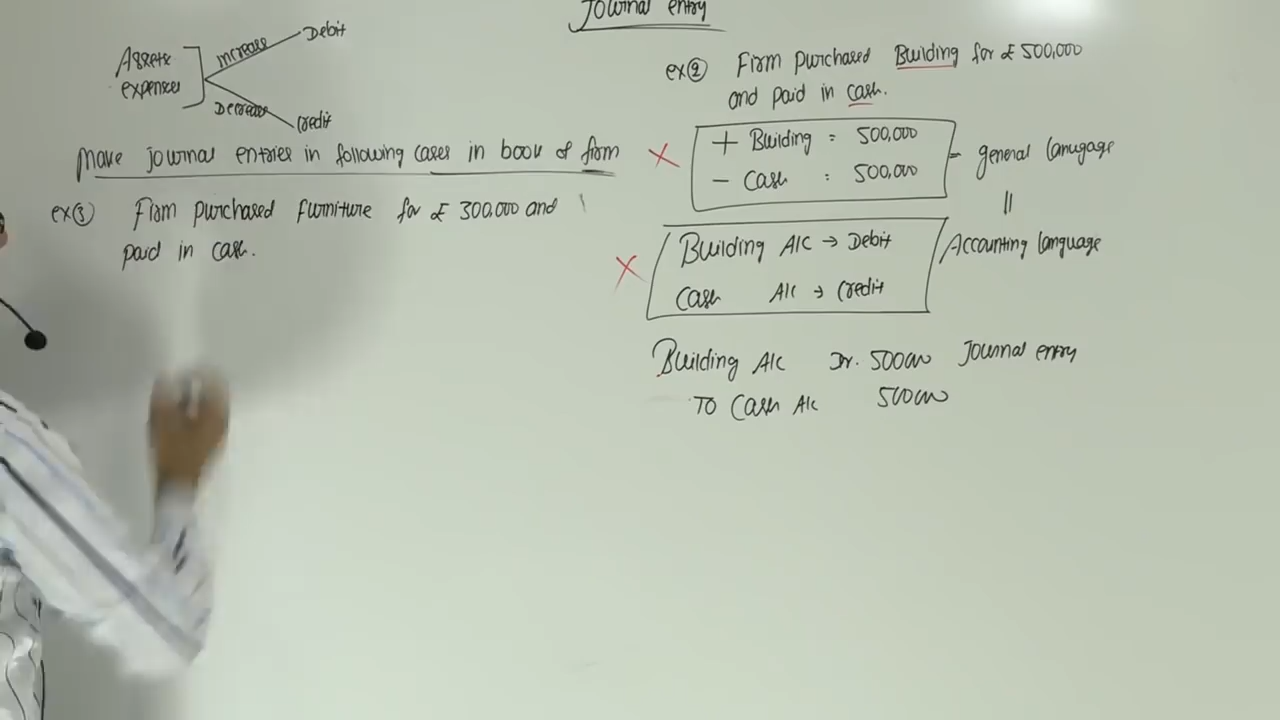 Journal entry
Assets
expenses
Increase
Debit
Decrease
Credit
Make journal entries in following cases in book of firm
ex③ Firm purchased furniture for £ 300,000 and
paid in cash.
ex② Firm purchased Building for £ 500,000
and paid in cash.
+ Building : 500,000
- Cash : 500,000
= general lanugage
||
Building A/C → Debit
Cash A/C → Credit
Accounting language
Building A/C Dr. 500000 Journal entry
To Cash A/C 500000